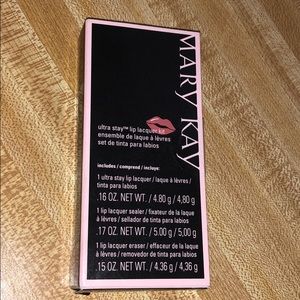 MARY KAY
ultra stay™ lip lacquer kit
ensemble de laque à lèvres
set de tinta para labios
includes / comprend / incluye:
1 ultra stay lip lacquer / laque à lèvres /
tinta para labios
.16 OZ. NET WT. / 4.80 g / 4,80 g
1 lip lacquer sealer / fixateur de la laque
à lèvres / sellador de tinta para labios
.17 OZ. NET WT. / 5.00 g / 5,00 g
1 lip lacquer eraser / effaceur de la laque
à lèvres / removedor de tinta para labios
.15 OZ. NET WT. / 4.36 g / 4,36 g